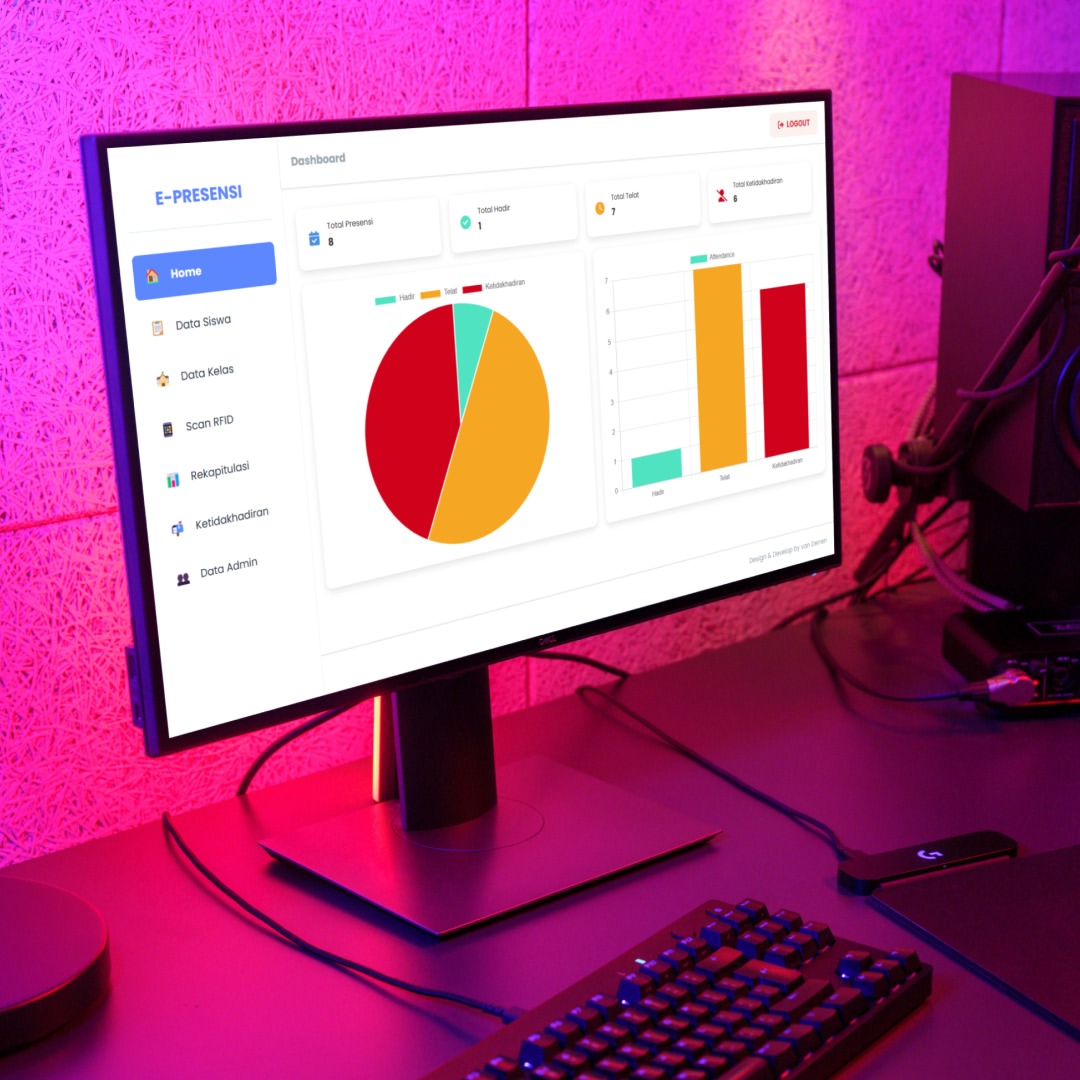 E-PRESENSI
Home
Data Siswa
Data Kelas
Scan RFID
Rekapitulasi
Ketidakhadiran
Data Admin
Dashboard
LOGOUT
Total Presensi
8
Total Hadir
1
Total Telat
7
Total Ketidakhadiran
6
Hadir Telat Ketidakhadiran
Attendance
7
6
5
4
3
2
1
0
Hadir Telat Ketidakhadiran
Design & Develop by van Deinen
DELL
G